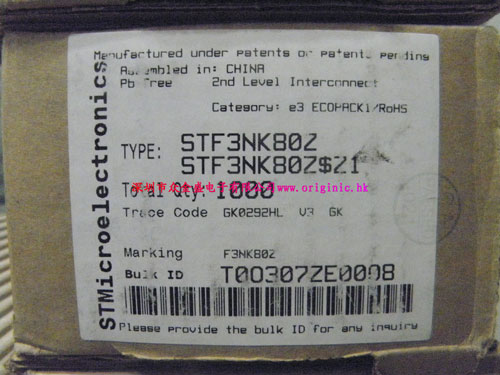 Manufactured under patents or patents pending
Assembled in: CHINA
Pb Free 2nd Level Interconnect
Category: e3 ECOPACK1/RoHS
STMicroelectronics
TYPE: STF3NK80Z
STF3NK80Z$Z1
www.originic.hk
Total Qty: 1000
Trace Code GK0292HL V3 GK
Marking F3NK80Z
Bulk ID T00307ZE0098
Please provide the bulk ID for any inquiry